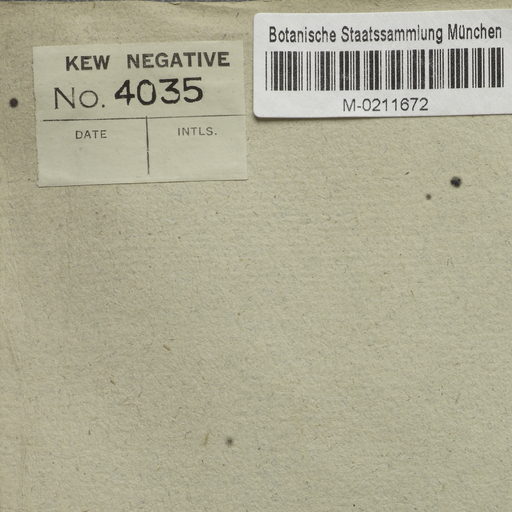 KEW NEGATIVE
No. 4035
DATE INTLS.
Botanische Staatssammlung München
M-0211672